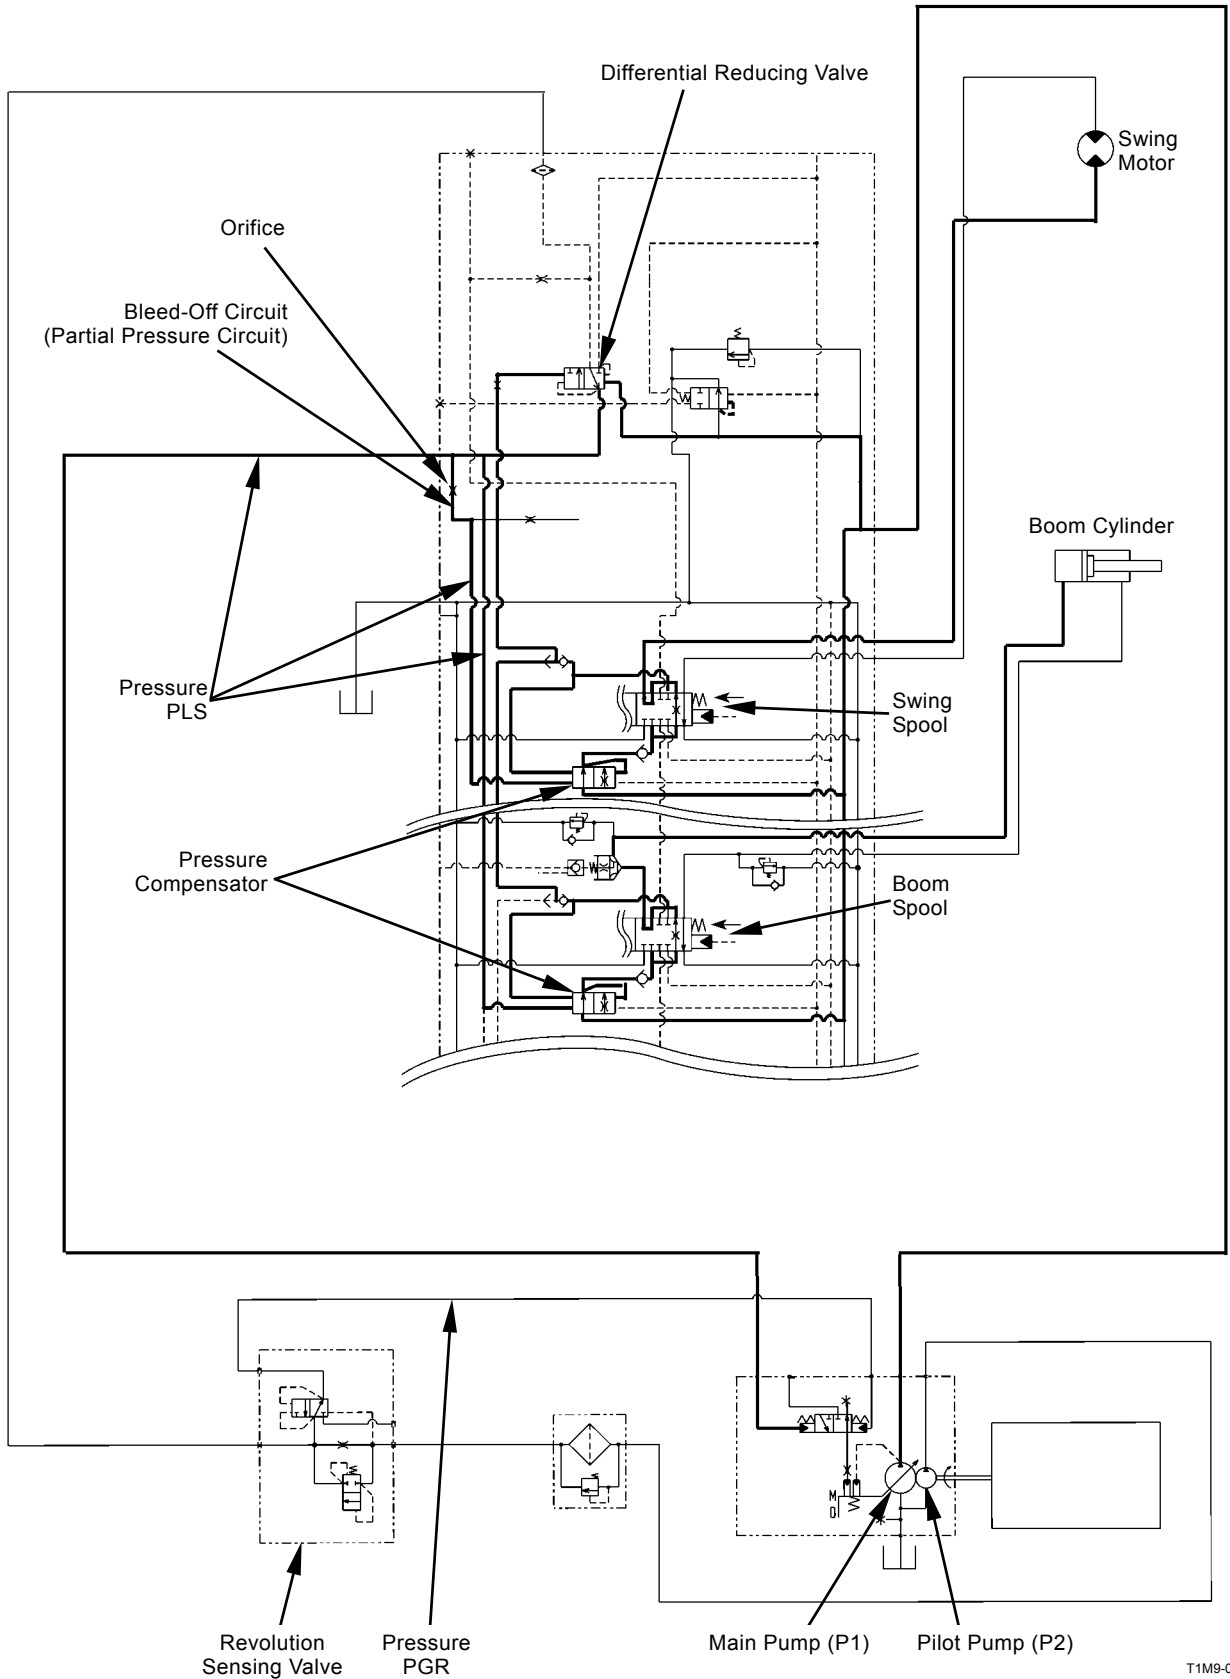 Differential Reducing Valve
Swing
Motor
Orifice
Bleed-Off Circuit
(Partial Pressure Circuit)
Boom Cylinder
Pressure
PLS
Swing
Spool
Pressure
Compensator
Boom
Spool
M
D
Revolution
Sensing Valve
Pressure
PGR
Main Pump (P1)
Pilot Pump (P2)